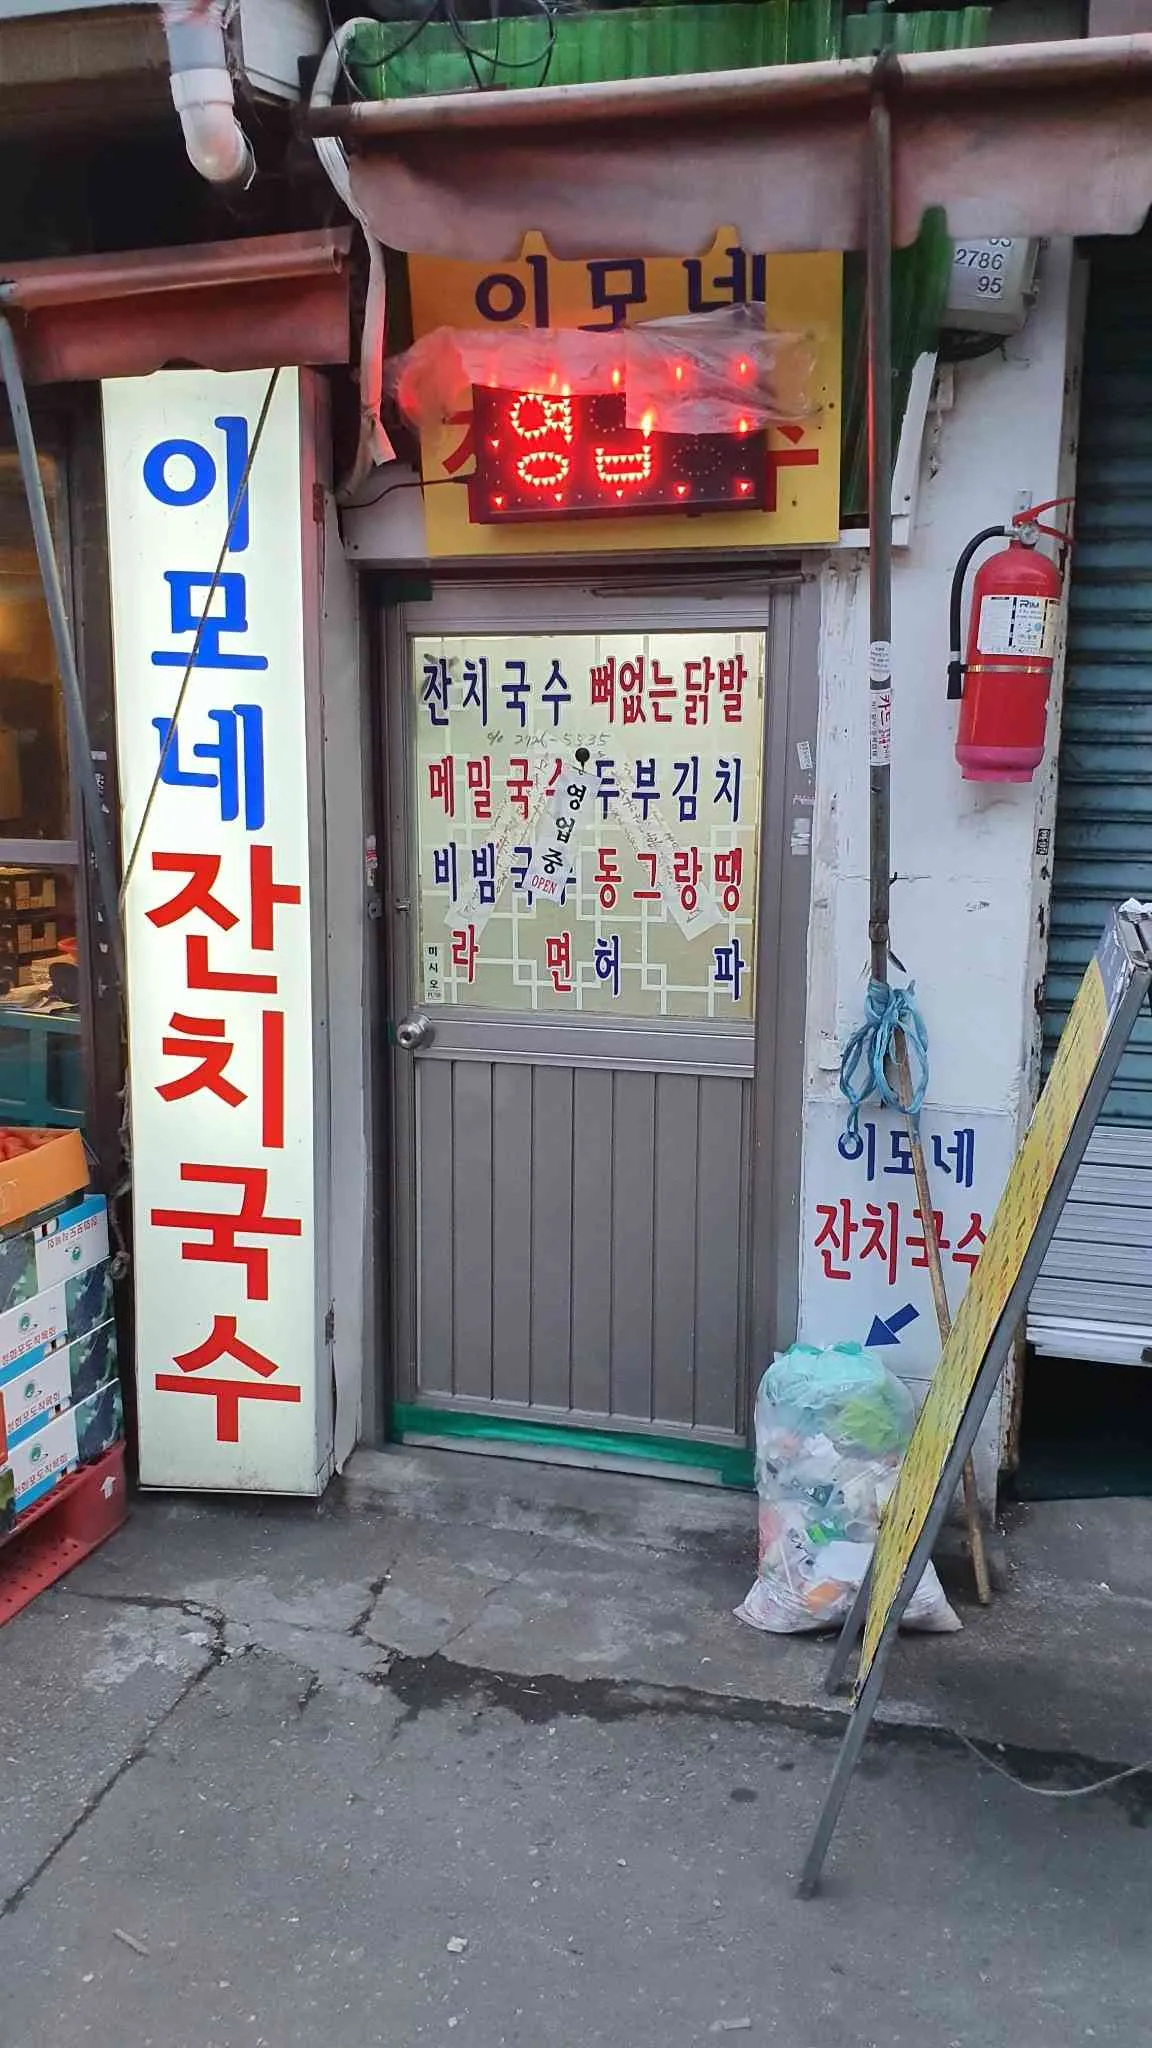 이모네
영업
03
2786
95
이모네잔치국수
잔치국수 뼈없는닭발
% 2726-5535
메밀국수 두부김치
비빔국수 동그랑땡
라면 허파
영업중
OPEN
미시오
이모네
잔치국수